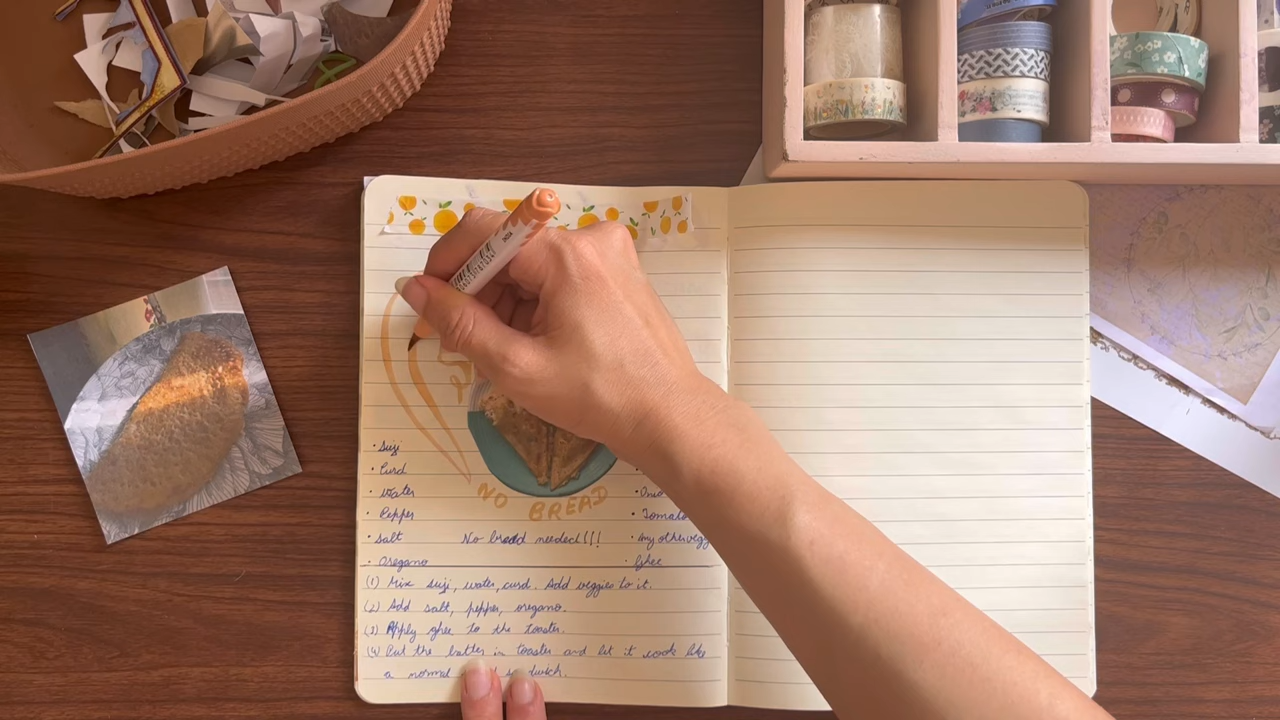 • Suji
• Curd
• Water
NO BREAD
• Pepper
• Tomato
• Salt
No bread needed!!!
• Any other vegg
• Oregano
• Ghee
(1) Mix suji, water, curd. Add veggies to it.
(2) Add salt, pepper, oregano.
(3) Apply ghee to the toaster.
(4) Put the batter in toaster and let it cook like
a normal sandwich.